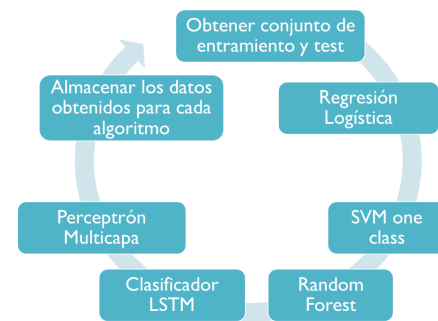 Obtener conjunto de
entramiento y test
Regresión
Logística
SVM one
class
Random
Forest
Clasificador
LSTM
Perceptrón
Multicapa
Almacenar los datos
obtenidos para cada
algoritmo